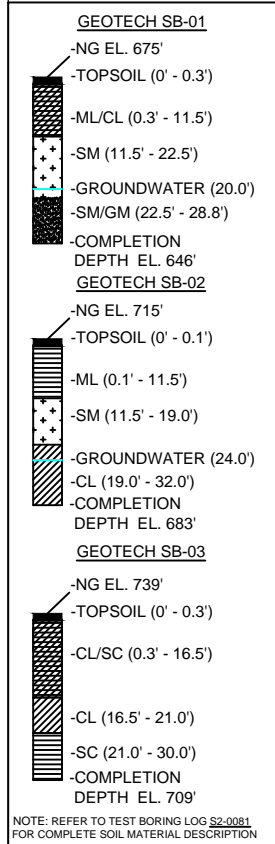 GEOTECH SB-01
-NG EL. 675'
-TOPSOIL (0' - 0.3')
-ML/CL (0.3' - 11.5')
-SM (11.5' - 22.5')
-GROUNDWATER (20.0')
-SM/GM (22.5' - 28.8')
-COMPLETION
DEPTH EL. 646'
GEOTECH SB-02
-NG EL. 715'
-TOPSOIL (0' - 0.1')
-ML (0.1' - 11.5')
-SM (11.5' - 19.0')
-GROUNDWATER (24.0')
-CL (19.0' - 32.0')
-COMPLETION
DEPTH EL. 683'
GEOTECH SB-03
-NG EL. 739'
-TOPSOIL (0' - 0.3')
-CL/SC (0.3' - 16.5')
-CL (16.5' - 21.0')
-SC (21.0' - 30.0')
-COMPLETION
DEPTH EL. 709'
NOTE: REFER TO TEST BORING LOG S2-0081
FOR COMPLETE SOIL MATERIAL DESCRIPTION